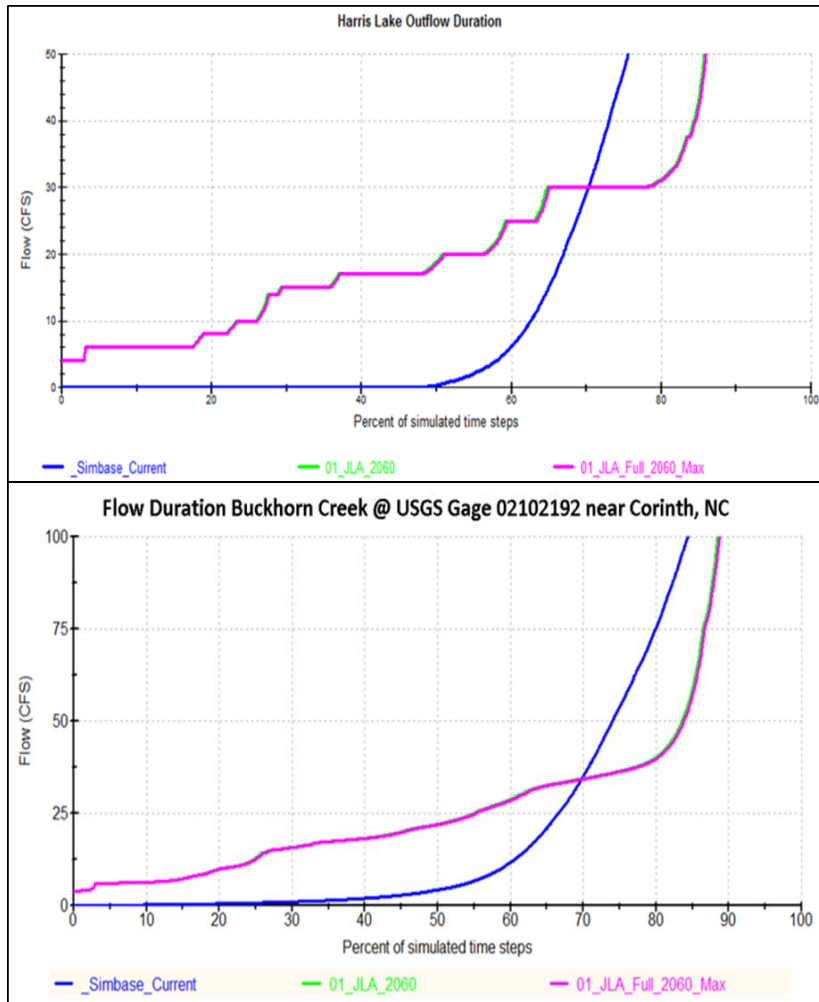 Harris Lake Outflow Duration
50
40
30
20
10
0
Flow (CFS)
0 20 40 60 80 100
Percent of simulated time steps
_Simbase_Current 01_JLA_2060 01_JLA_Full_2060_Max
Flow Duration Buckhorn Creek @ USGS Gage 02102192 near Corinth, NC
100
75
50
25
0
Flow (CFS)
0 10 20 30 40 50 60 70 80 90 100
Percent of simulated time steps
_Simbase_Current 01_JLA_2060 01_JLA_Full_2060_Max